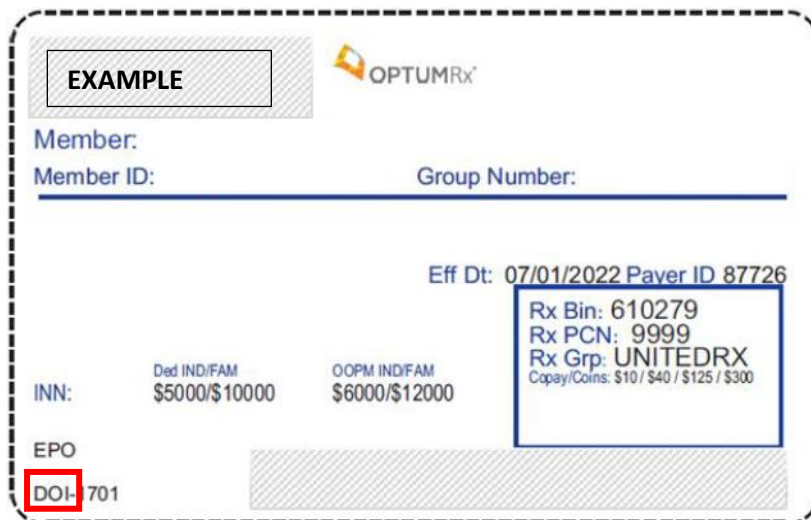 EXAMPLE
OPTUMRx
Member:
Member ID: Group Number:
Eff Dt: 07/01/2022 Payer ID 87726
Rx Bin: 610279
Rx PCN: 9999
Rx Grp: UNITEDRX
Copay/Coins: $10 / $40 / $125 / $300
Ded IND/FAM OOPM IND/FAM
INN: $5000/$10000 $6000/$12000
EPO
DOI-1701